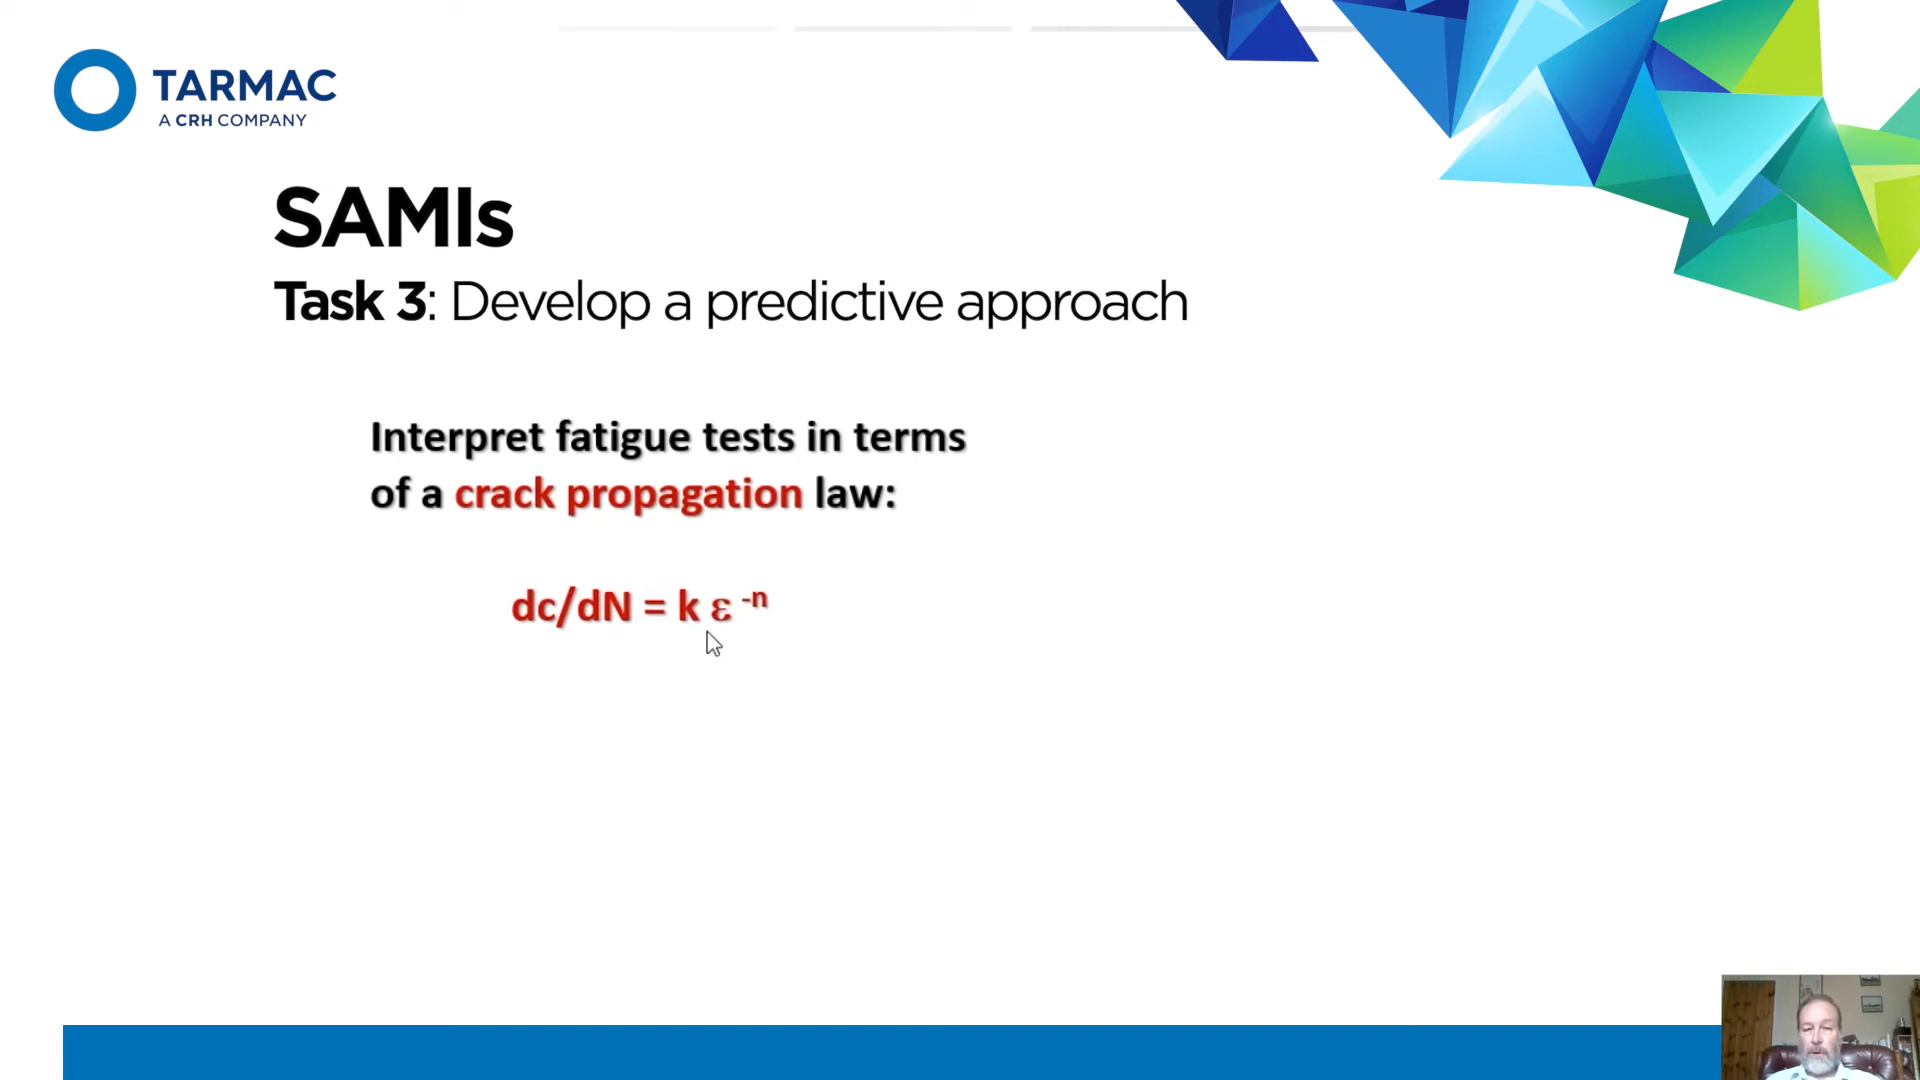 TARMAC
A CRH COMPANY
SAMIs
Task 3: Develop a predictive approach
Interpret fatigue tests in terms
of a crack propagation law:
dc/dN = k ε -n